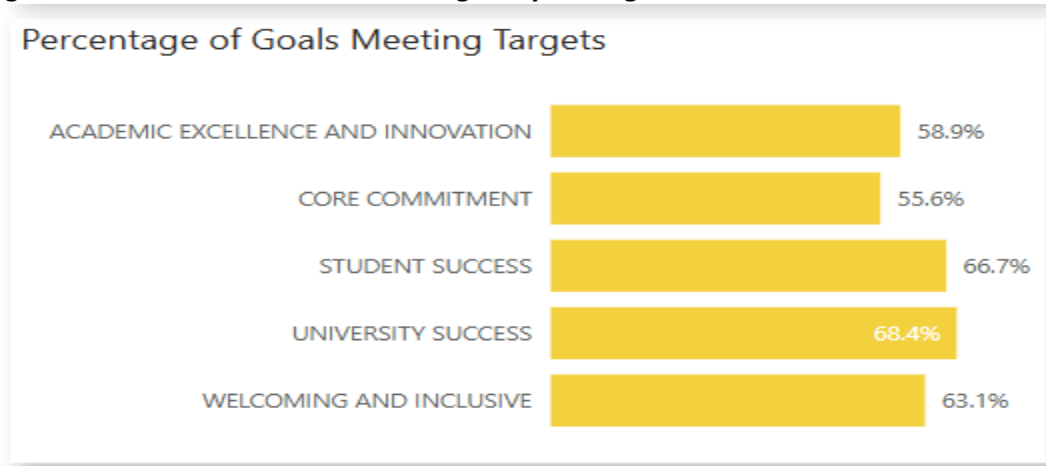 Percentage of Goals Meeting Targets
ACADEMIC EXCELLENCE AND INNOVATION 58.9%
CORE COMMITMENT 55.6%
STUDENT SUCCESS 66.7%
UNIVERSITY SUCCESS 68.4%
WELCOMING AND INCLUSIVE 63.1%